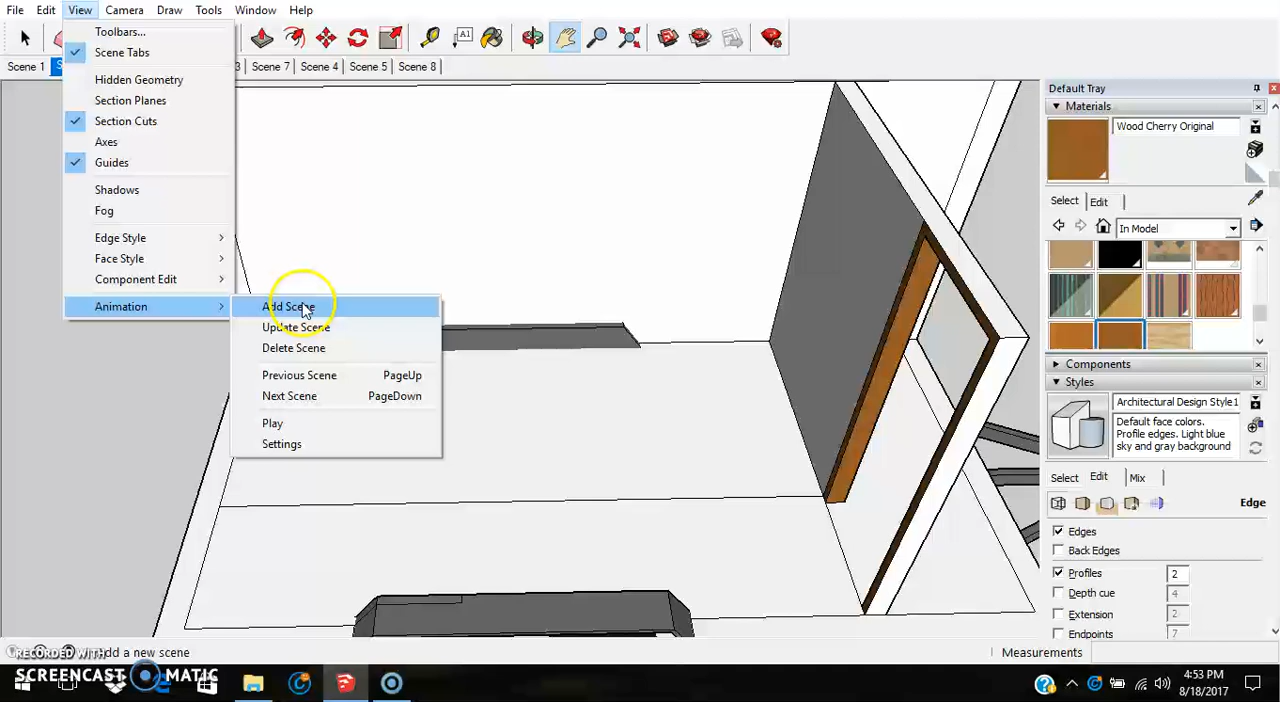 File Edit View Camera Draw Tools Window Help
Scene 1 S 3 Scene 7 Scene 4 Scene 5 Scene 8
A1
Toolbars...
Scene Tabs
Hidden Geometry
Section Planes
Section Cuts
Axes
Guides
Shadows
Fog
Edge Style
Face Style
Component Edit
Animation
Add Scene
Update Scene
Delete Scene
Previous Scene PageUp
Next Scene PageDown
Play
Settings
Default Tray
Materials
Wood Cherry Original
Select Edit
In Model
Components
Styles
Architectural Design Style1
Default face colors.
Profile edges. Light blue
sky and gray background
Select Edit Mix
Edge
Edges
Back Edges
Profiles 2
Depth cue 4
Extension 2
Endpoints 7
dd a new scene
Measurements
RECORDED WITH
SCREENCAST MATIC
4:53 PM
8/18/2017